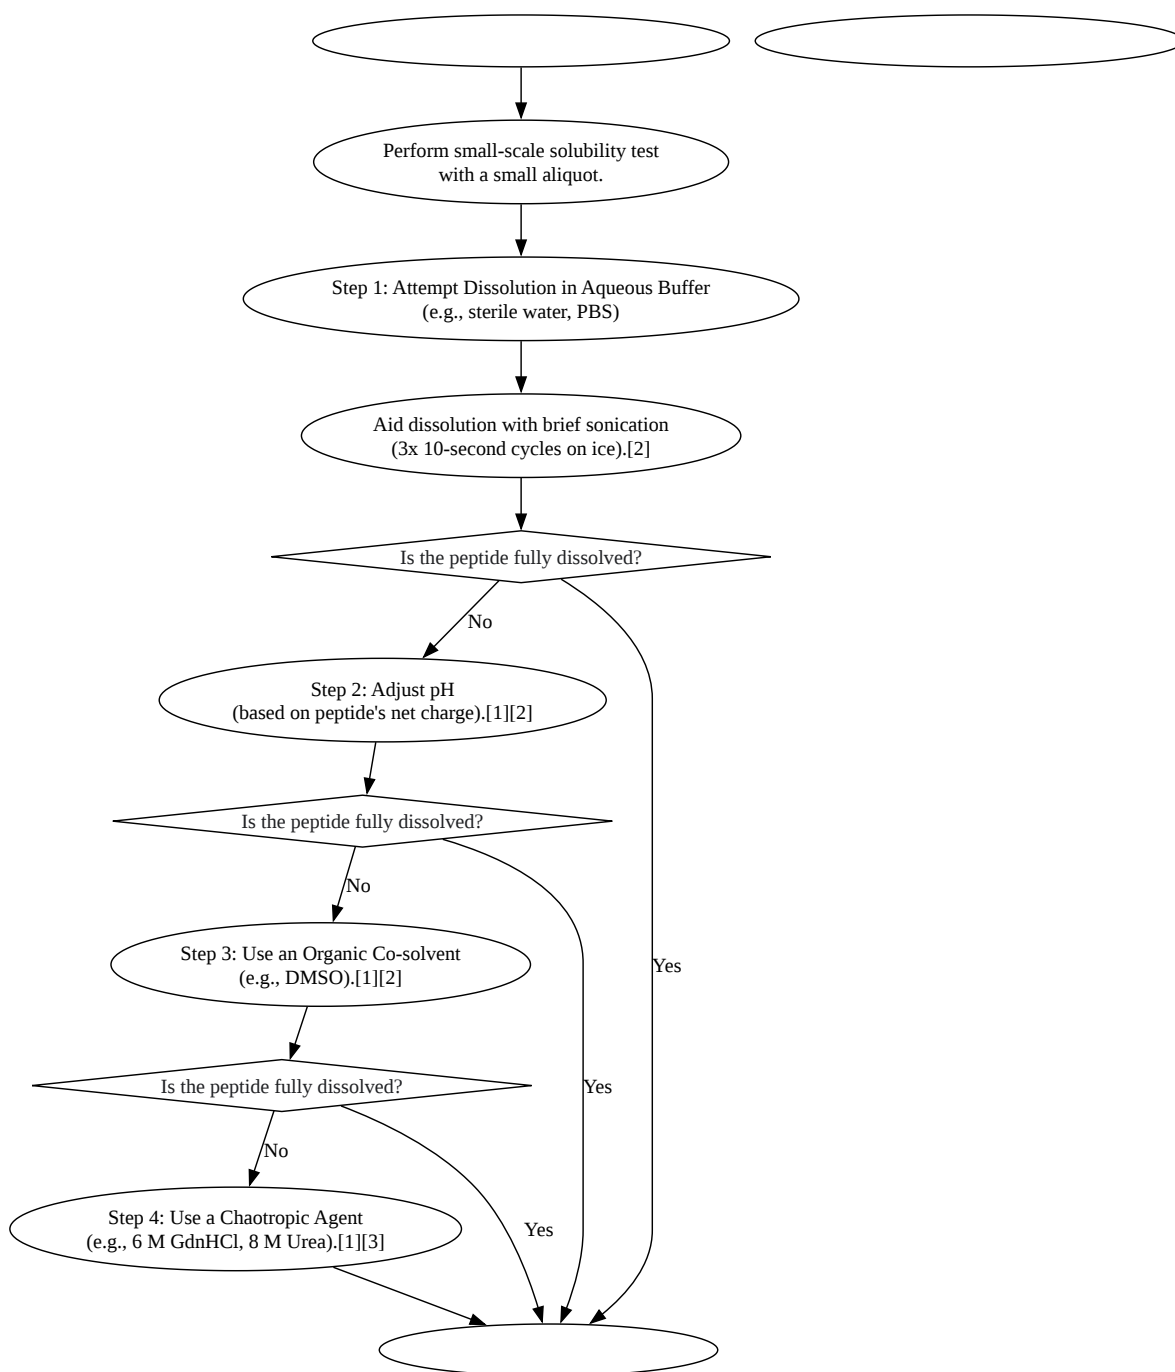 Perform small-scale solubility test
with a small aliquot.
Step 1: Attempt Dissolution in Aqueous Buffer
(e.g., sterile water, PBS)
Aid dissolution with brief sonication
(3x 10-second cycles on ice).[2]
Is the peptide fully dissolved?
No
Step 2: Adjust pH
(based on peptide's net charge).[1][2]
Is the peptide fully dissolved?
No
Step 3: Use an Organic Co-solvent
(e.g., DMSO).[1][2]
Yes
Is the peptide fully dissolved?
Yes
No
Step 4: Use a Chaotropic Agent
(e.g., 6 M GdnHCl, 8 M Urea).[1][3]
Yes